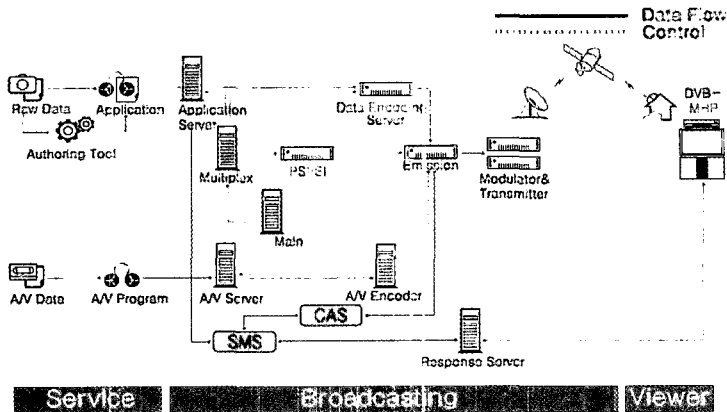 Data Flow
Control
DVB-
MHP
Raw Data
Application
Application
Server
Data Encoding
Server
Authoring Tool
Multiplex
PSI/SI
Emission
Modulator&
Transmitter
Main
A/V Data
A/V Program
A/V Server
A/V Encoder
CAS
SMS
Response Server
Service
Broadcasting
Viewer